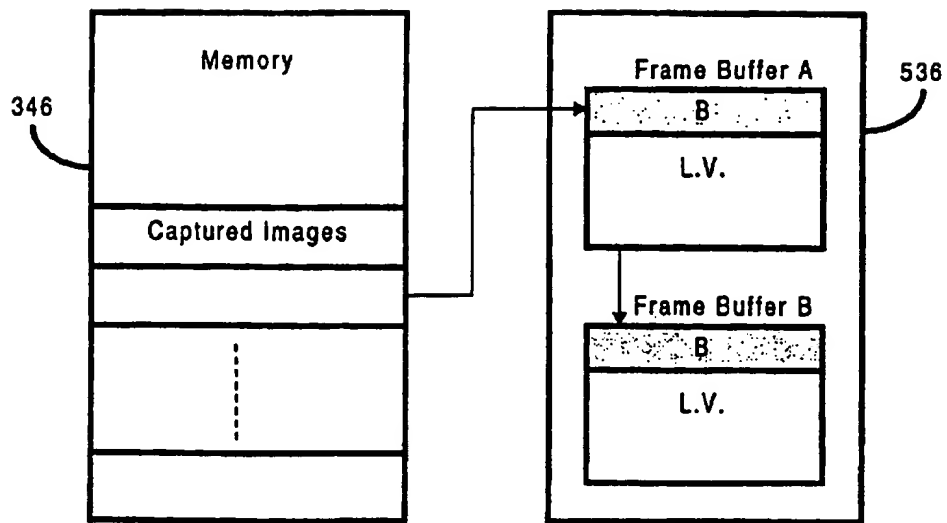 Memory
346
Captured Images
Frame Buffer A
536
B
L.V.
Frame Buffer B
B
L.V.